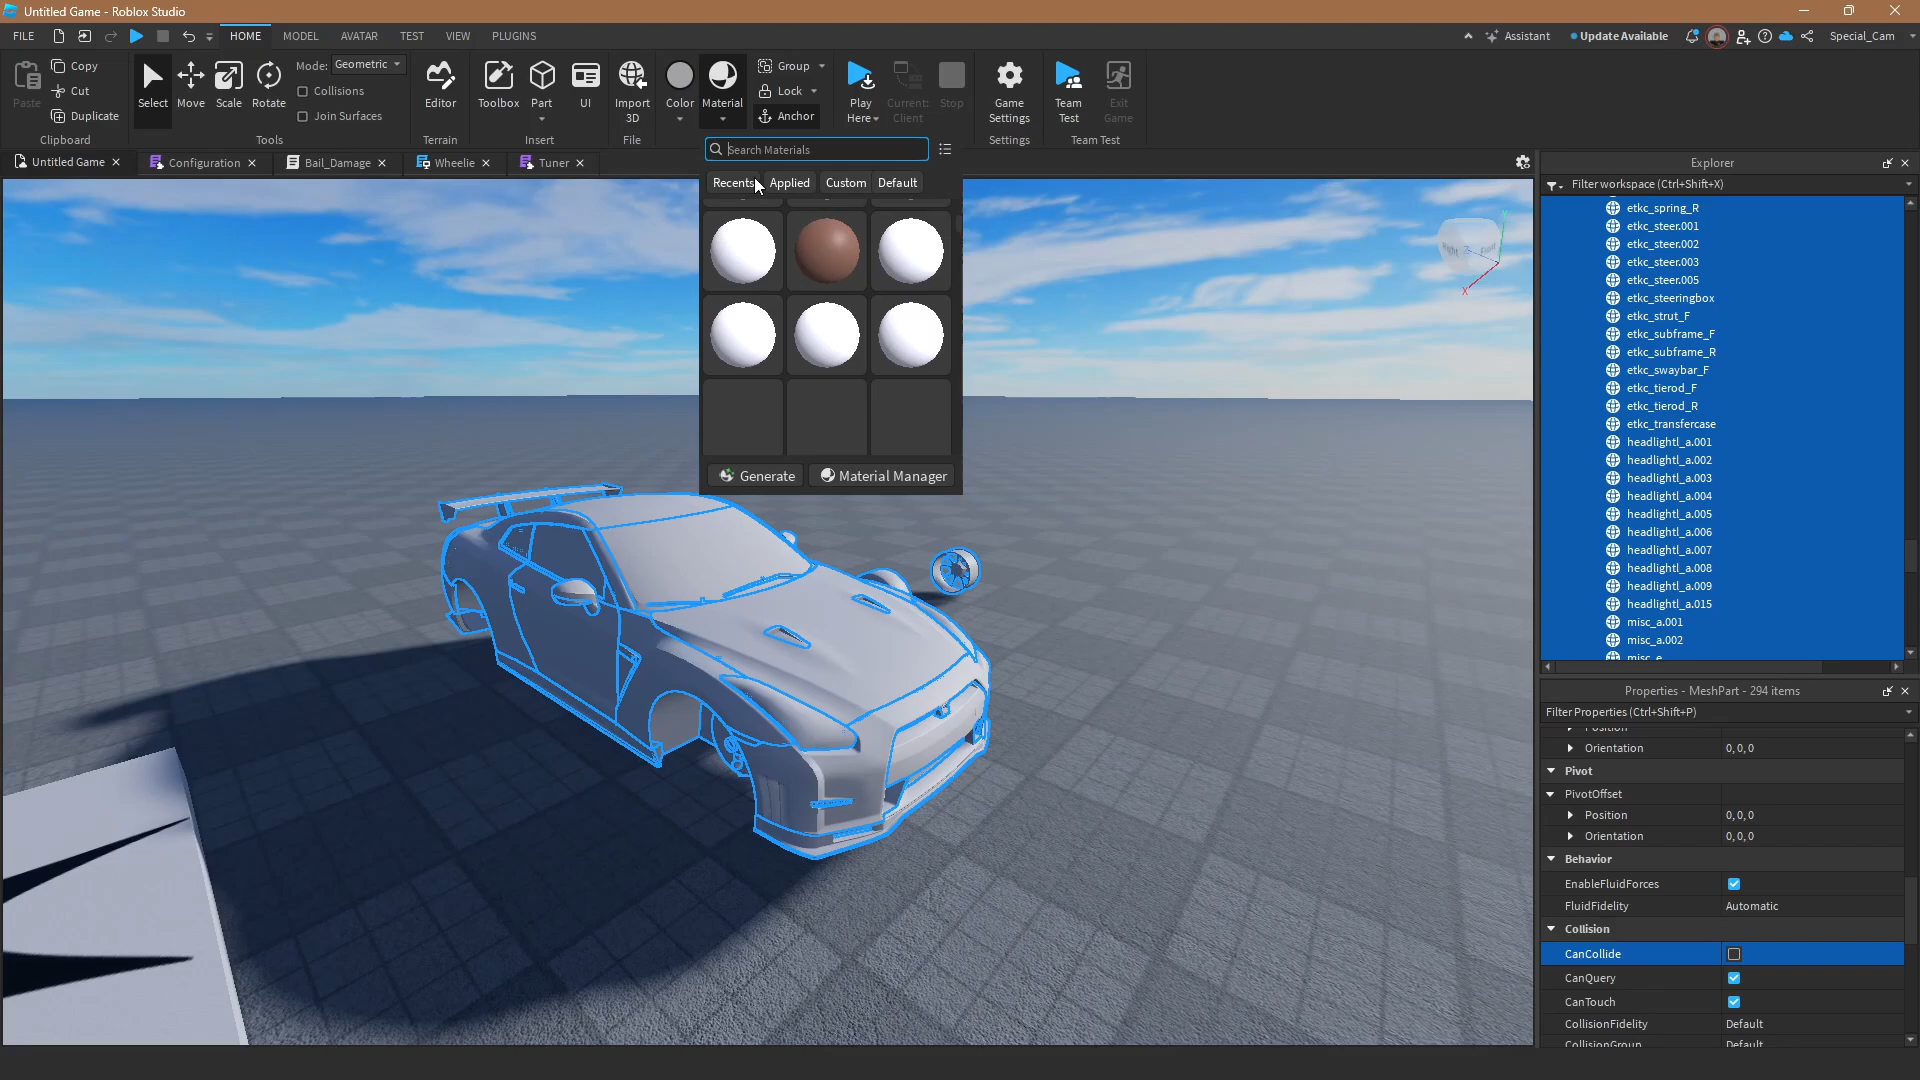 Untitled Game - Roblox Studio
FILE
HOME
MODEL
AVATAR
TEST
VIEW
PLUGINS
Assistant
Update Available
Special_Cam
Paste
Copy
Cut
Duplicate
Clipboard
Select
Move
Scale
Rotate
Mode: Geometric
Collisions
Join Surfaces
Tools
Editor
Terrain
Toolbox
Part
UI
Insert
Import 3D
File
Color
Material
Group
Lock
Anchor
Play Here
Current: Client
Stop
Game Settings
Settings
Team Test
Exit Game
Team Test
Untitled Game
Configuration
Bail_Damage
Wheelie
Tuner
Search Materials
Recents
Applied
Custom
Default
Generate
Material Manager
Explorer
Filter workspace (Ctrl+Shift+X)
etkc_spring_R
etkc_steer.001
etkc_steer.002
etkc_steer.003
etkc_steer.005
etkc_steeringbox
etkc_strut_F
etkc_subframe_F
etkc_subframe_R
etkc_swaybar_F
etkc_tierod_F
etkc_tierod_R
etkc_transfercase
headlightl_a.001
headlightl_a.002
headlightl_a.003
headlightl_a.004
headlightl_a.005
headlightl_a.006
headlightl_a.007
headlightl_a.008
headlightl_a.009
headlightl_a.015
misc_a.001
misc_a.002
misc_e
Properties - MeshPart - 294 items
Filter Properties (Ctrl+Shift+P)
Position
Orientation 0, 0, 0
Pivot
PivotOffset
Position 0, 0, 0
Orientation 0, 0, 0
Behavior
EnableFluidForces
FluidFidelity Automatic
Collision
CanCollide
CanQuery
CanTouch
CollisionFidelity Default
CollisionGroup Default
X